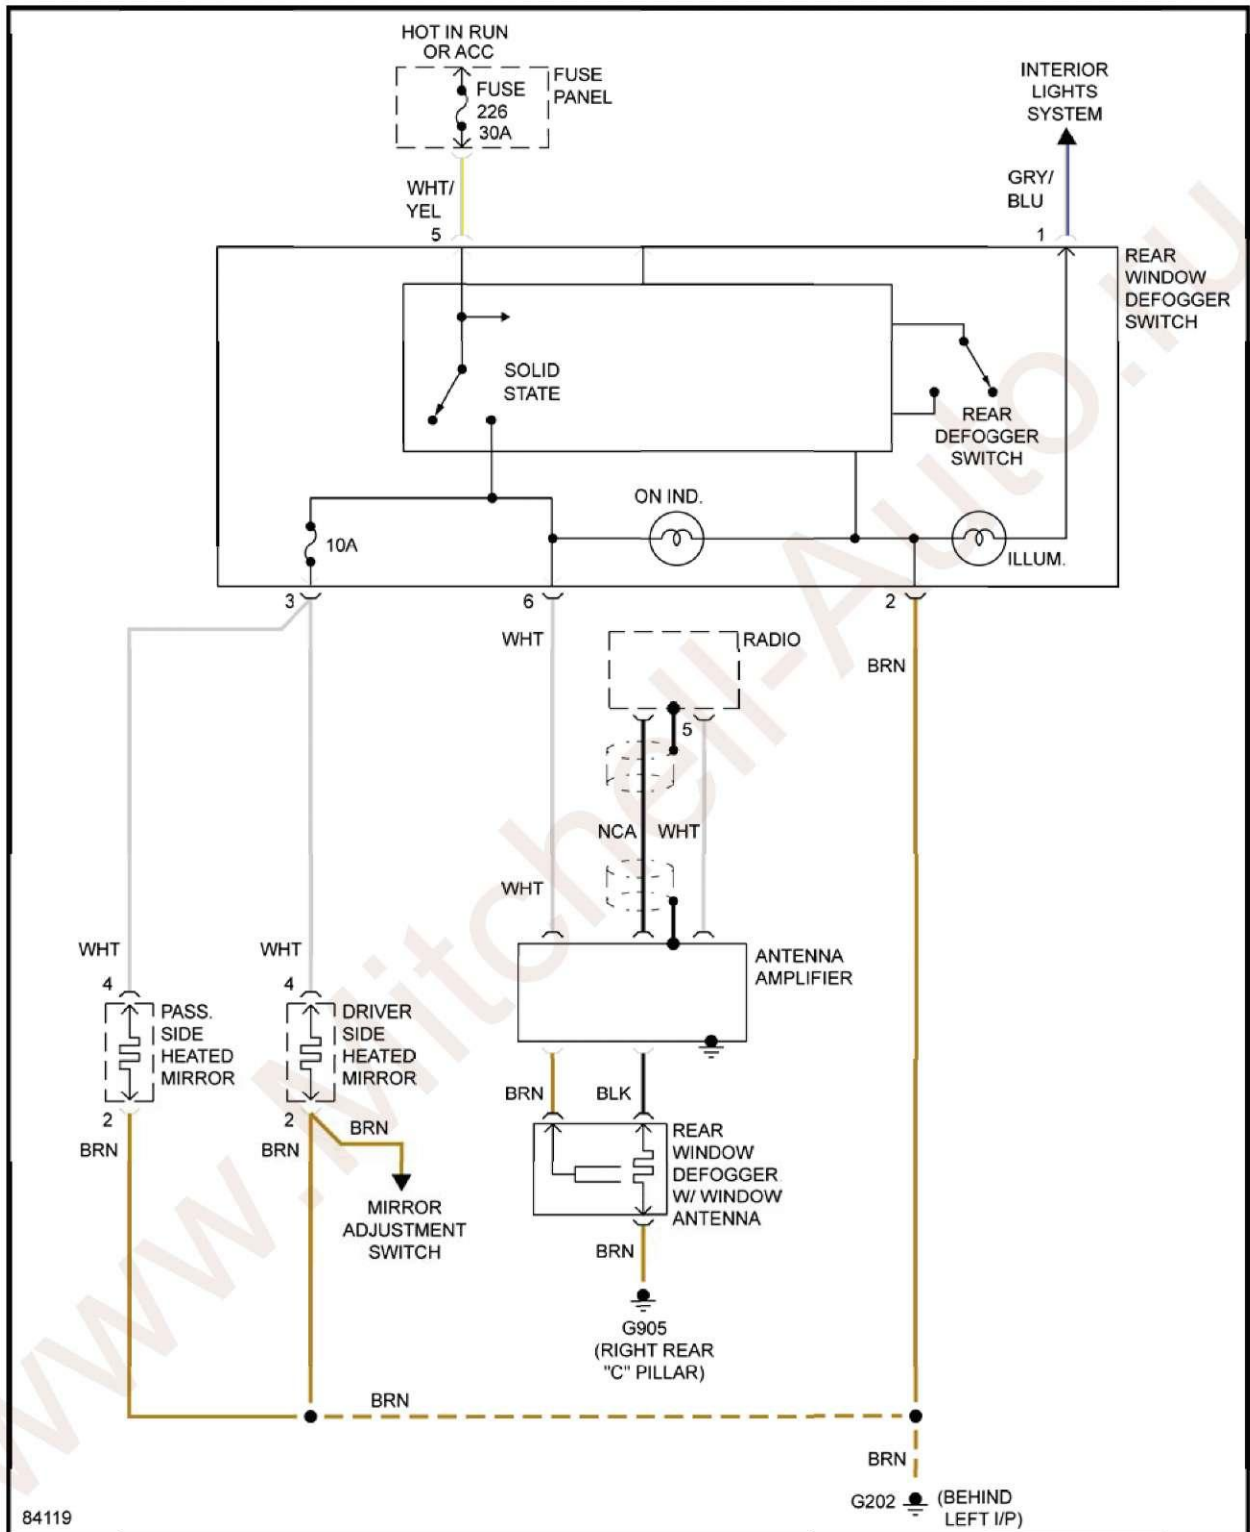 HOT IN RUN
OR ACC
FUSE
PANEL
FUSE
226
30A
INTERIOR
LIGHTS
SYSTEM
WHT/
YEL
GRY/
BLU
5
1
REAR
WINDOW
DEFOGGER
SWITCH
SOLID
STATE
REAR
DEFOGGER
SWITCH
ON IND.
10A
ILLUM.
3
6
2
WHT
RADIO
BRN
5
NCA
WHT
WHT
WHT
WHT
ANTENNA
AMPLIFIER
4
4
PASS.
SIDE
HEATED
MIRROR
DRIVER
SIDE
HEATED
MIRROR
BRN
BLK
2
2
BRN
BRN
BRN
REAR
WINDOW
DEFOGGER
W/ WINDOW
ANTENNA
MIRROR
ADJUSTMENT
SWITCH
BRN
G905
(RIGHT REAR
"C" PILLAR)
BRN
BRN
G202
(BEHIND
LEFT I/P)
84119
www.Mitchell-Auto.ru